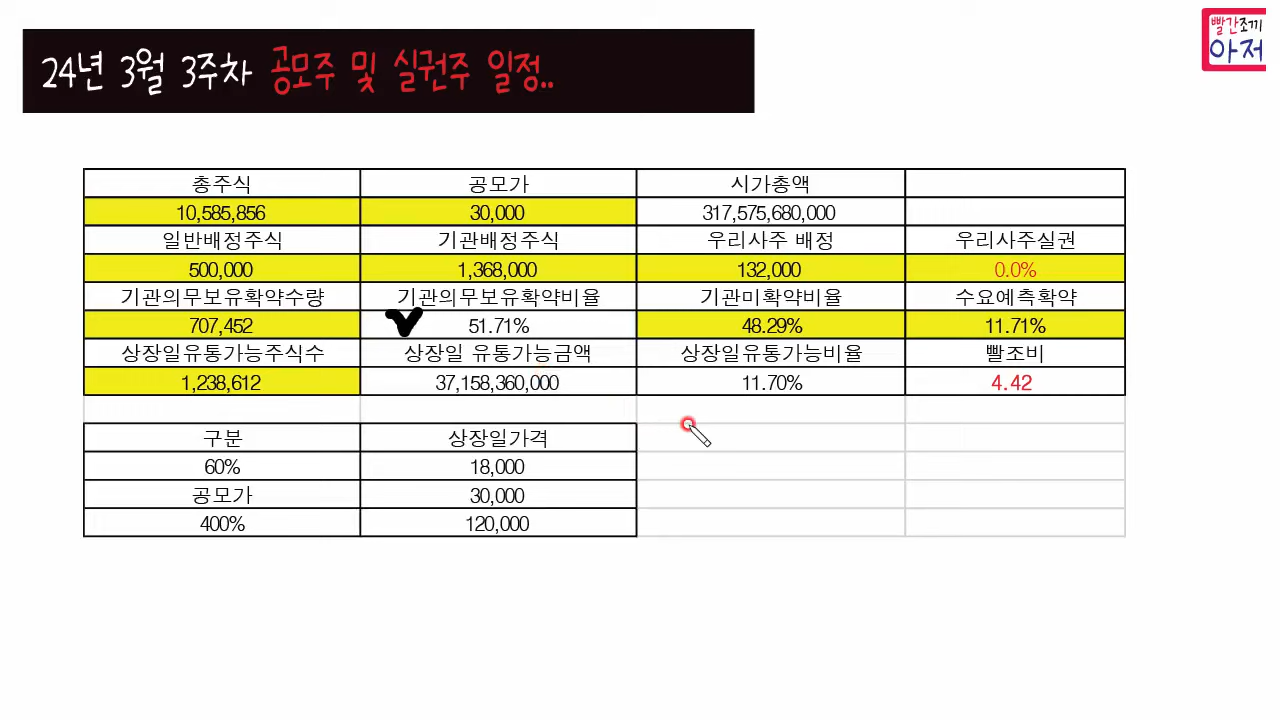 24년 3월 3주차 공모주 및 실권주 일정..
빨간조끼
아저
총주식 공모가 시가총액
10,585,856 30,000 317,575,680,000
일반배정주식 기관배정주식 우리사주 배정 우리사주실권
500,000 1,368,000 132,000 0.0%
기관의무보유확약수량 기관의무보유확약비율 기관미확약비율 수요예측확약
707,452 51.71% 48.29% 11.71%
상장일유통가능주식수 상장일 유통가능금액 상장일유통가능비율 빨조비
1,238,612 37,158,360,000 11.70% 4.42
구분 상장일가격
60% 18,000
공모가 30,000
400% 120,000